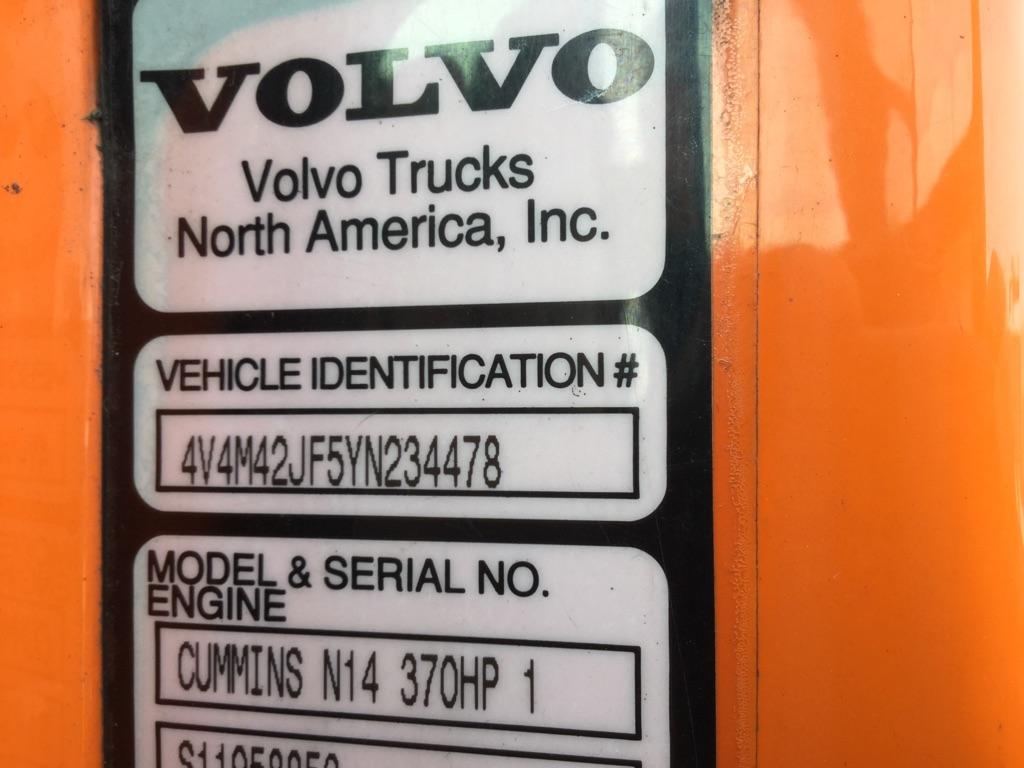 VOLVO
Volvo Trucks
North America, Inc.
VEHICLE IDENTIFICATION #
4V4M42JF5YN234478
MODEL & SERIAL NO.
ENGINE
CUMMINS N14 370HP 1